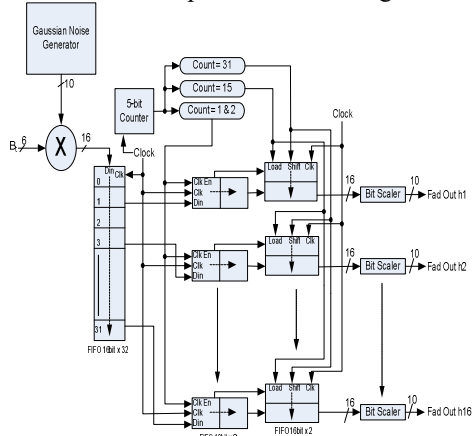 Gaussian Noise
Generator
10
B
6
X
16
5-bit
Counter
Count= 31
Count= 15
Count= 1 & 2
Clock
Clock
Din
Clk
0
1
2
3
31
FIFO 16bit x 32
Clk En
Clk
Din
Load Shift Clk
16
Bit Scaler
10
Fad Out h1
Clk En
Clk
Din
Load Shift Clk
16
Bit Scaler
10
Fad Out h2
Clk En
Clk
Din
Load Shift Clk
16
Bit Scaler
10
Fad Out h16
FIFO16bit x2